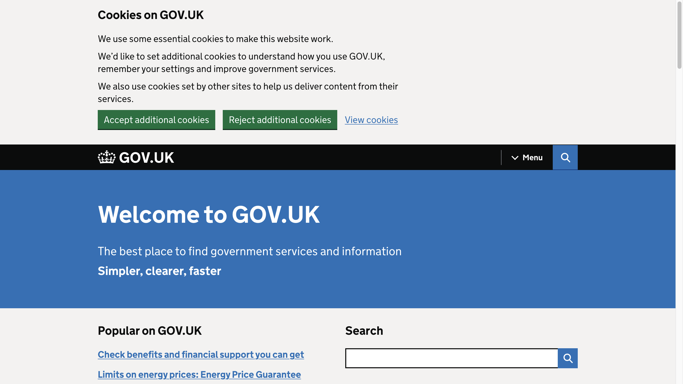 Cookies on GOV.UK
We use some essential cookies to make this website work.
We’d like to set additional cookies to understand how you use GOV.UK,
remember your settings and improve government services.
We also use cookies set by other sites to help us deliver content from their
services.
Accept additional cookies Reject additional cookies View cookies
GOV.UK Menu
Welcome to GOV.UK
The best place to find government services and information
Simpler, clearer, faster
Popular on GOV.UK Search
Check benefits and financial support you can get
Limits on energy prices: Energy Price Guarantee